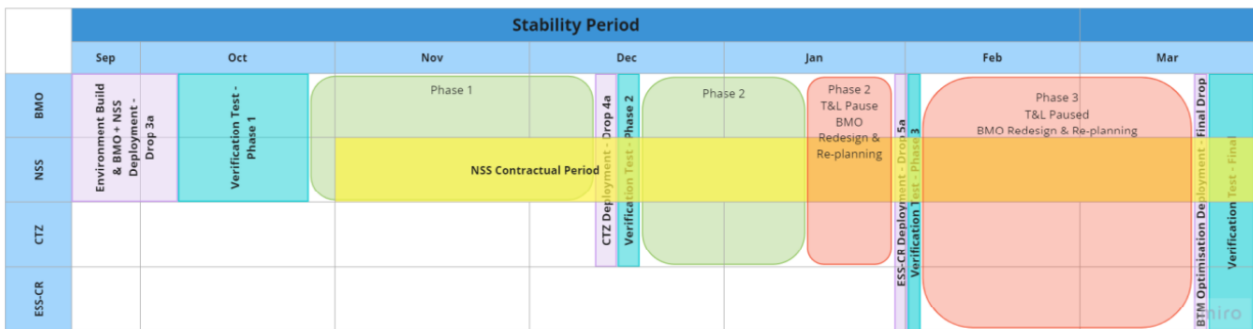 Stability Period
Sep
Oct
Nov
Dec
Jan
Feb
Mar
BMO
NSS
CTZ
ESS-CR
Environment Build
& BMO + NSS
Deployment -
Drop 3a
Verification Test -
Phase 1
Phase 1
NSS Contractual Period
CTZ Deployment - Drop 4a
Verification Test - Phase 2
Phase 2
Phase 2
T&L Pause
BMO
Redesign &
Re-planning
ESS-CR Deployment - Drop 5a
Verification Test - Phase 3
Phase 3
T&L Paused
BMO Redesign & Re-planning
BTM Optimisation Deployment - Final Drop
Verification Test - Final
miro